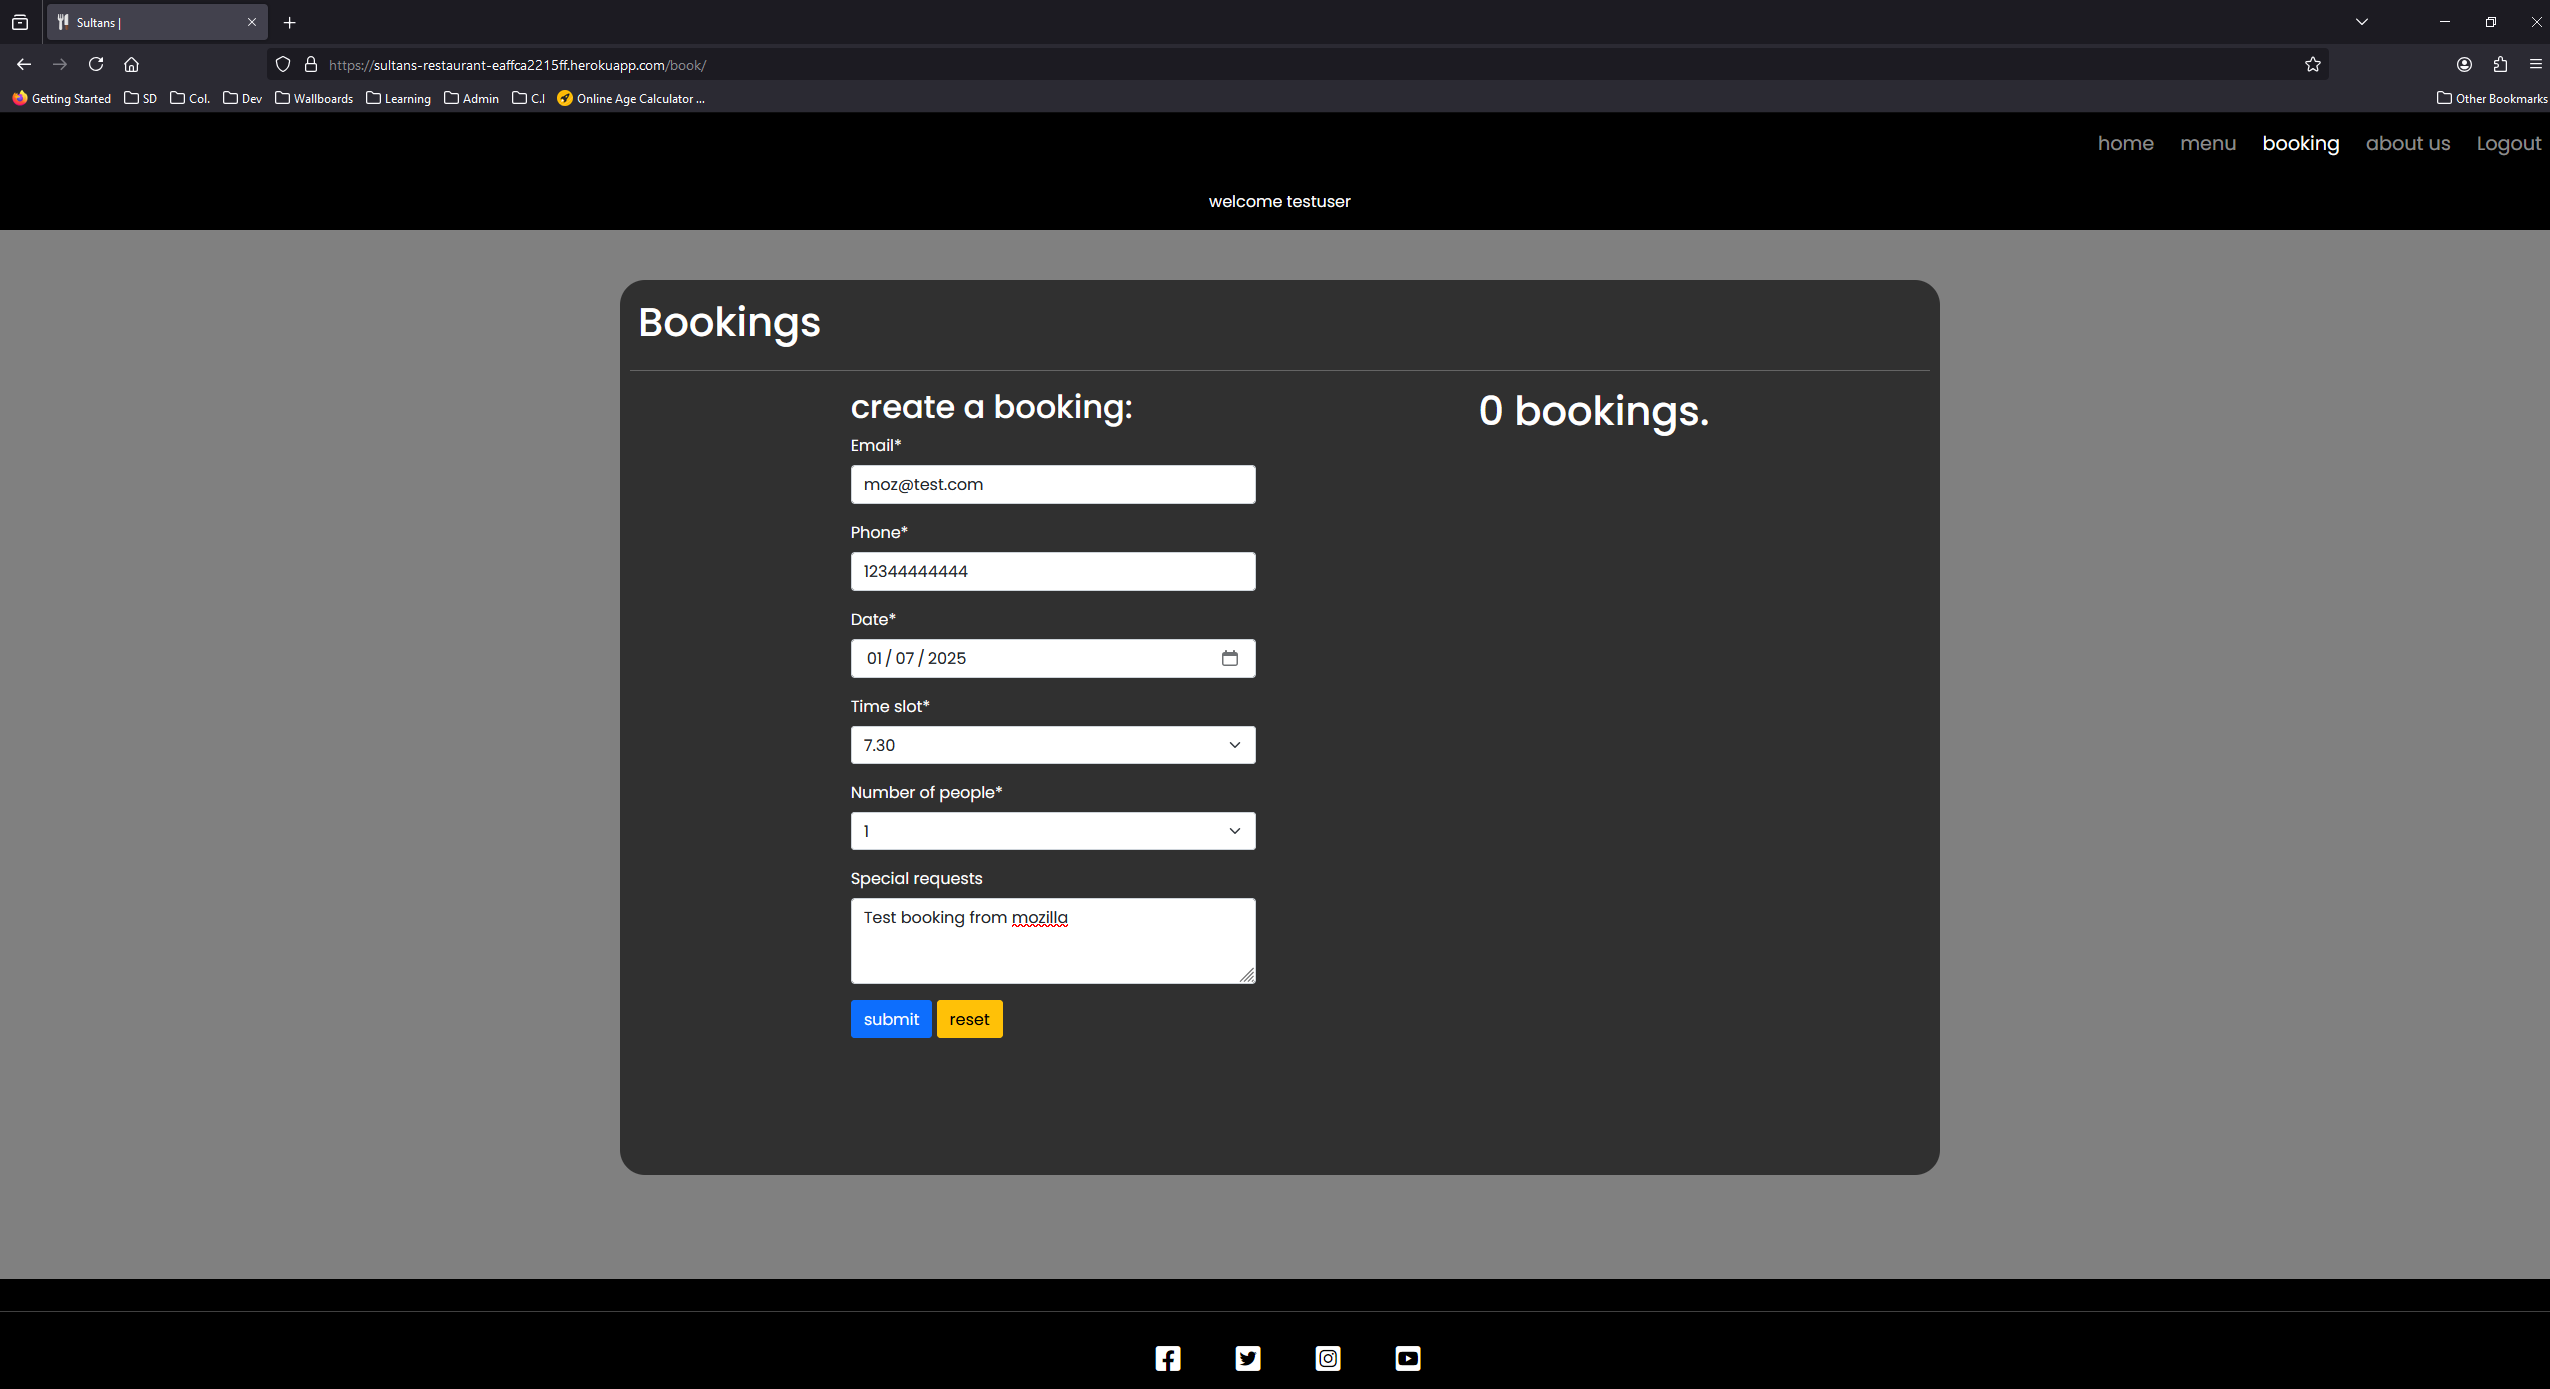 Sultans |
https://sultans-restaurant-eaffca2215ff.herokuapp.com/book/
Getting Started SD Col. Dev Wallboards Learning Admin C.I Online Age Calculator ... Other Bookmarks
home menu booking about us Logout
welcome testuser
Bookings
create a booking:
Email*
moz@test.com
Phone*
12344444444
Date*
01 / 07 / 2025
Time slot*
7.30
Number of people*
1
Special requests
Test booking from mozilla
submit reset
0 bookings.